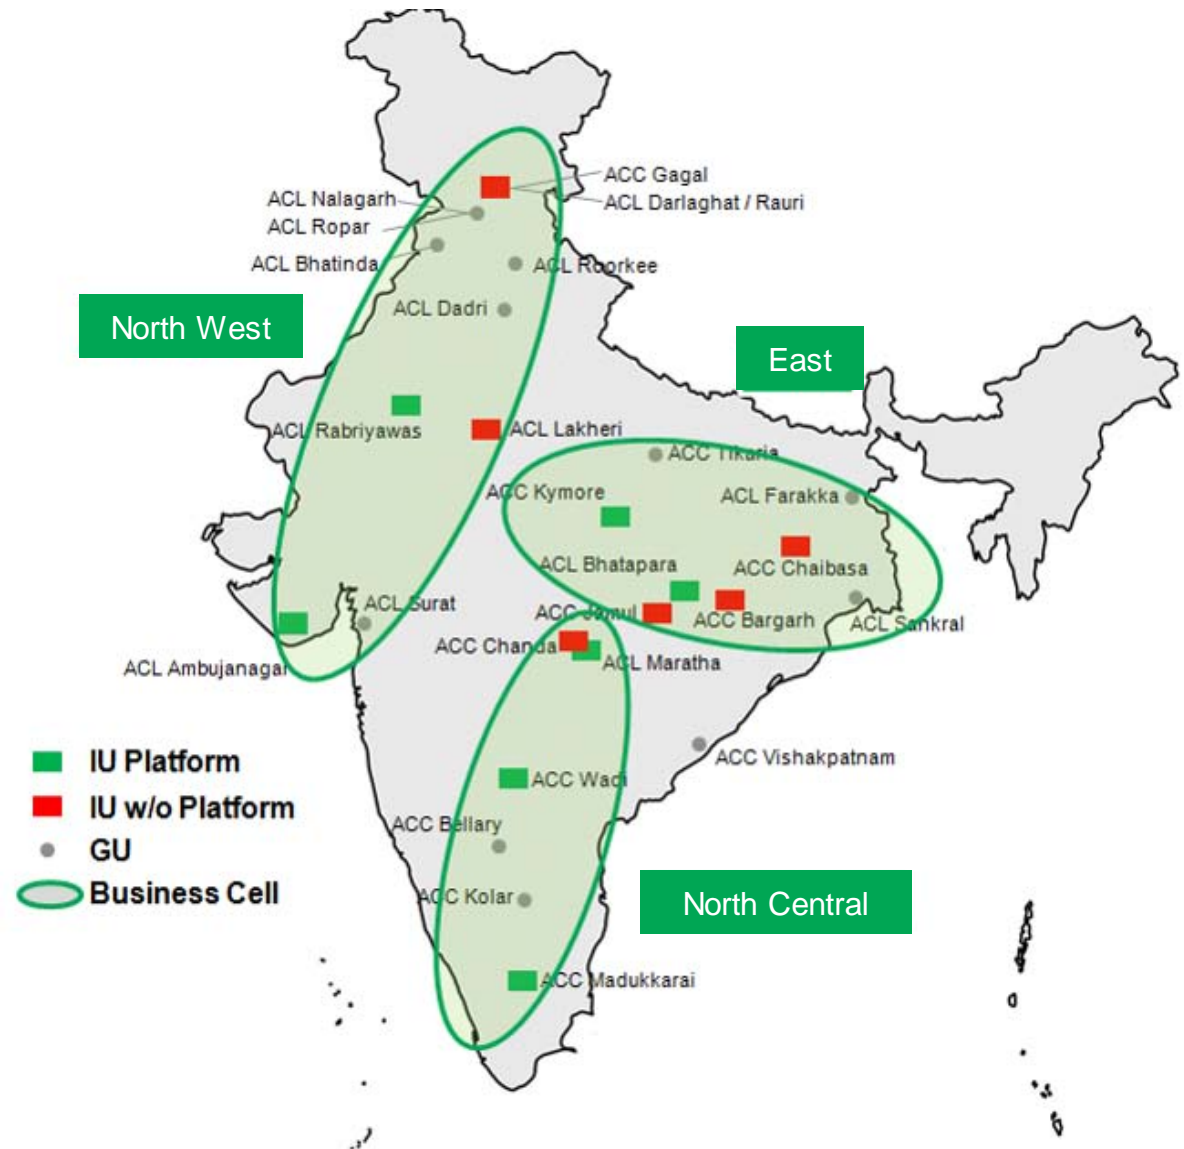 ACC Gagal
ACL Nalagarh
ACL Darlaghat / Rauri
ACL Ropar
ACL Bhatinda
ACL Roorkee
ACL Dadri
North West
East
ACL Rabriyawas
ACL Lakheri
ACC Tikaria
ACC Kymore
ACL Farakka
ACL Bhatapara
ACC Chaibasa
ACL Surat
ACC Jamul
ACC Bargarh
ACL Sankral
ACC Chanda
ACL Maratha
ACL Ambujanagar
ACC Vishakpatnam
IU Platform
ACC Wadi
IU w/o Platform
ACC Bellary
GU
Business Cell
ACC Kolar
North Central
ACC Madukkarai